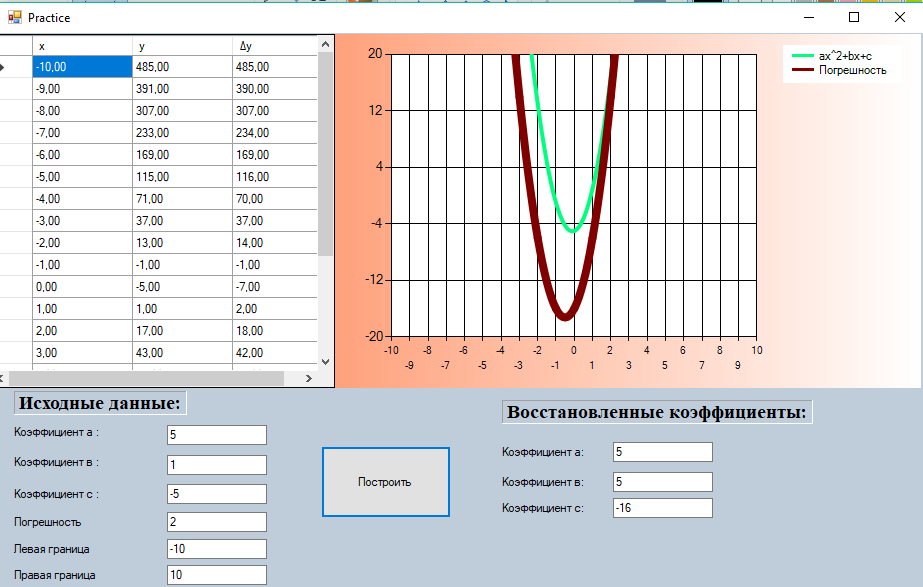 Practice
x y Δy
-10,00 485,00 485,00
-9,00 391,00 390,00
-8,00 307,00 307,00
-7,00 233,00 234,00
-6,00 169,00 169,00
-5,00 115,00 116,00
-4,00 71,00 70,00
-3,00 37,00 37,00
-2,00 13,00 14,00
-1,00 -1,00 -1,00
0,00 -5,00 -7,00
1,00 1,00 2,00
2,00 17,00 18,00
3,00 43,00 42,00
20
12
4
-4
-12
-20
-10 -8 -6 -4 -2 0 2 4 6 8 10
-9 -7 -5 -3 -1 1 3 5 7 9
ax^2+bx+c
Погрешность
Исходные данные:
Коэффициент а : 5
Коэффициент в : 1
Коэффициент с : -5
Погрешность 2
Левая граница -10
Правая граница 10
Построить
Восстановленные коэффициенты:
Коэффициент а: 5
Коэффициент в: 5
Коэффициент с: -16